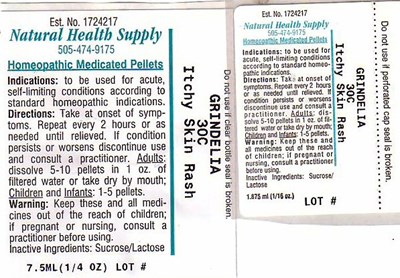 Est. No. 1724217
Natural Health Supply
505-474-9175
Homeopathic Medicated Pellets
Indications: to be used for acute,
self-limiting conditions according
to standard homeopathic indications.
Directions: Take at onset of symp-
toms. Repeat every 2 hours or as
needed until relieved. If condition
persists or worsens discontinue use
and consult a practitioner. Adults:
dissolve 5-10 pellets in 1 oz. of
filtered water or take dry by mouth;
Children and Infants: 1-5 pellets.
Warning: Keep these and all medi-
cines out of the reach of children;
if pregnant or nursing, consult a
practitioner before using.
Inactive Ingredients: Sucrose/Lactose
7.5ML(1/4 OZ) LOT #
GRINDELIA
30C
Itchy Skin Rash
Do not use if clear bottle seal is broken.
Est. No. 1724217
Natural Health Supply
505-474-9175
Homeopathic Medicated Pellets
Indications: to be used for acute,
self-limiting conditions according
to standard homeopathic in-
dications. Directions: Take at onset of
symptoms. Repeat every 2 hours or as
needed until relieved. If condition
persists or worsens discontinue use
and consult a practitioner. Adults: dis-
solve 5-10 pellets in 1 oz. of fil-
tered water or take dry by mouth;
Children and Infants: 1-5 pellets.
Warning: Keep these and all
medicines out of the reach of chil-
dren; if pregnant or nursing,
consult a practitioner before using.
Inactive Ingredients: Sucrose/Lactose
1.875 ml (1/16 oz.)
LOT #
GRINDELIA
30C
Itchy Skin Rash
Do not use if perforated cap seal is broken.